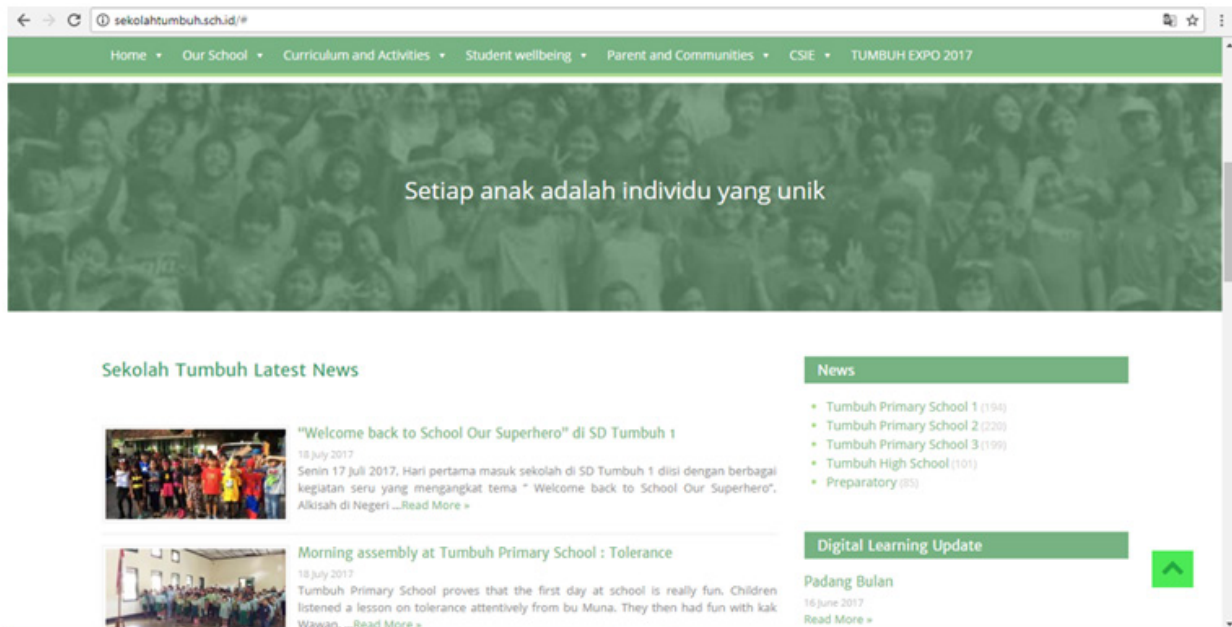 sekolahtumbuh.sch.id/#
Home Our School Curriculum and Activities Student wellbeing Parent and Communities CSIE TUMBUH EXPO 2017
Setiap anak adalah individu yang unik
Sekolah Tumbuh Latest News
"Welcome back to School Our Superhero" di SD Tumbuh 1
18 July 2017
Senin 17 Juli 2017, Hari pertama masuk sekolah di SD Tumbuh 1 diisi dengan berbagai
kegiatan seru yang mengangkat tema " Welcome back to School Our Superhero".
Alkisah di Negeri ...Read More »
Morning assembly at Tumbuh Primary School : Tolerance
18 July 2017
Tumbuh Primary School proves that the first day at school is really fun. Children
listened a lesson on tolerance attentively from bu Muna. They then had fun with kak
Wawan ...Read More »
News
Tumbuh Primary School 1 (194)
Tumbuh Primary School 2 (220)
Tumbuh Primary School 3 (199)
Tumbuh High School (101)
Preparatory (85)
Digital Learning Update
Padang Bulan
16 June 2017
Read More »